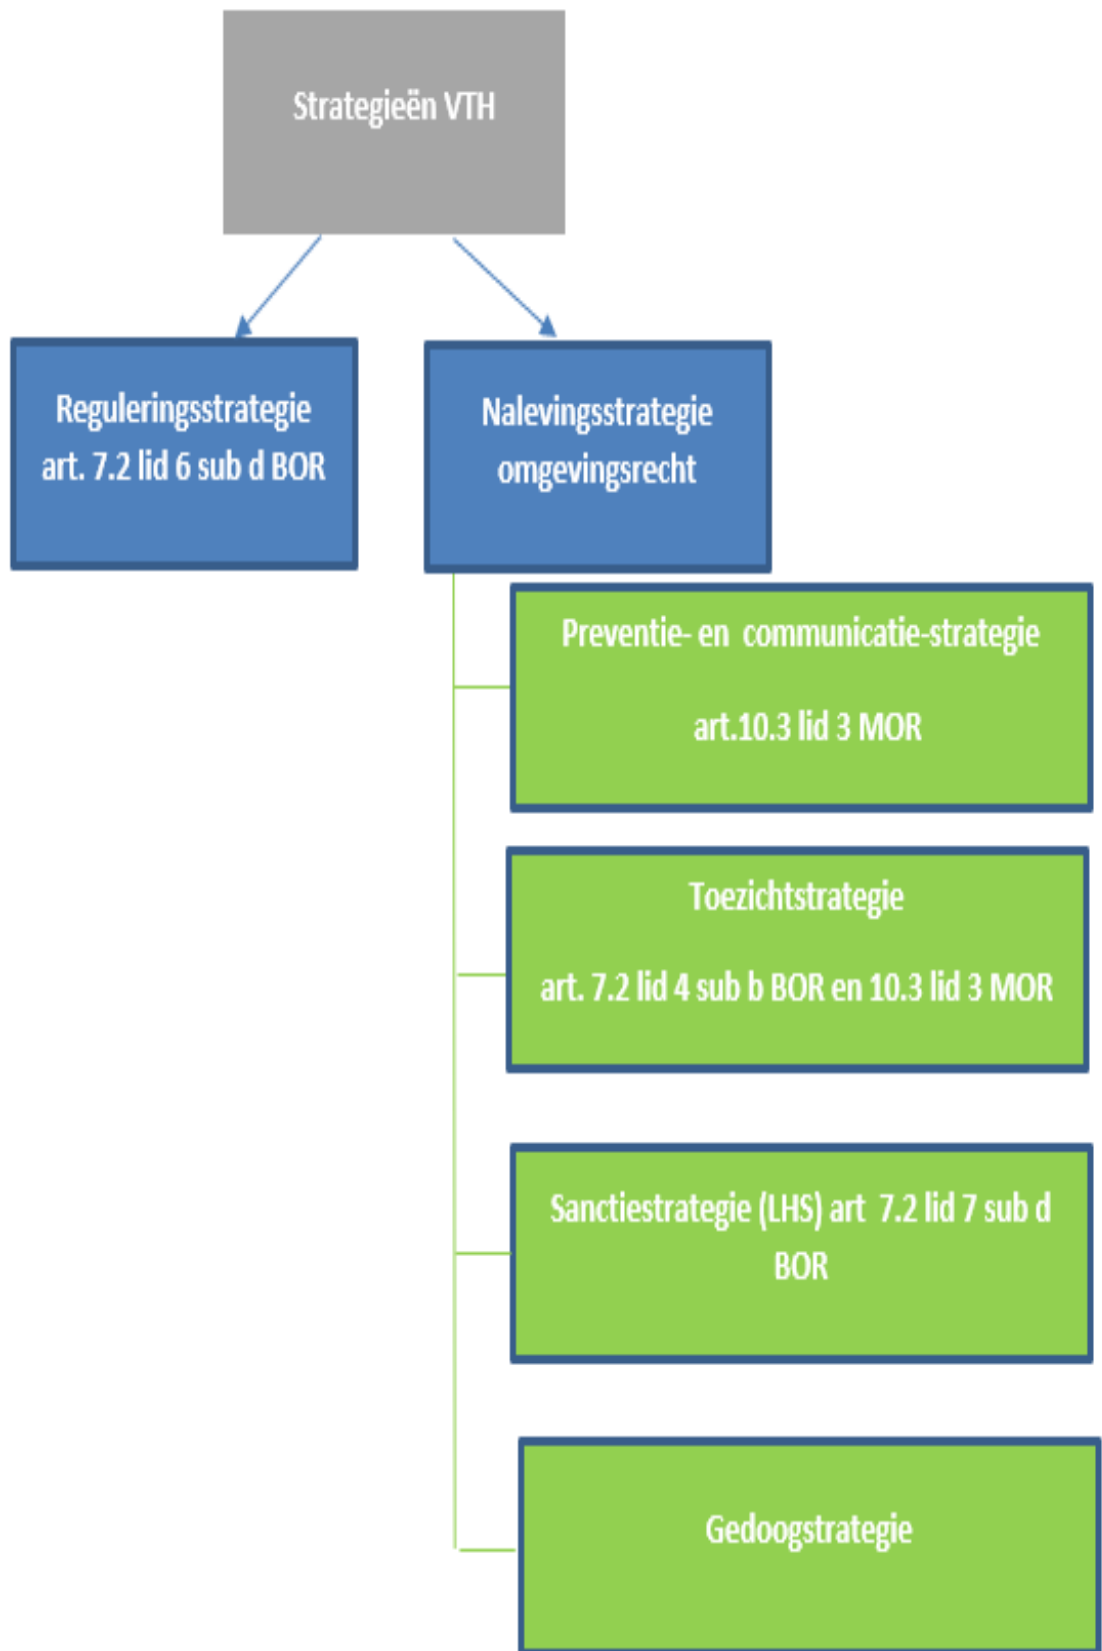 Strategieën VTH
Reguleringsstrategie
art. 7.2 lid 6 sub d BOR
Nalevingsstrategie
omgevingsrecht
Preventie- en communicatie-strategie
art.10.3 lid 3 MOR
Toezichtstrategie
art. 7.2 lid 4 sub b BOR en 10.3 lid 3 MOR
Sanctiestrategie (LHS) art 7.2 lid 7 sub d
BOR
Gedoogstrategie